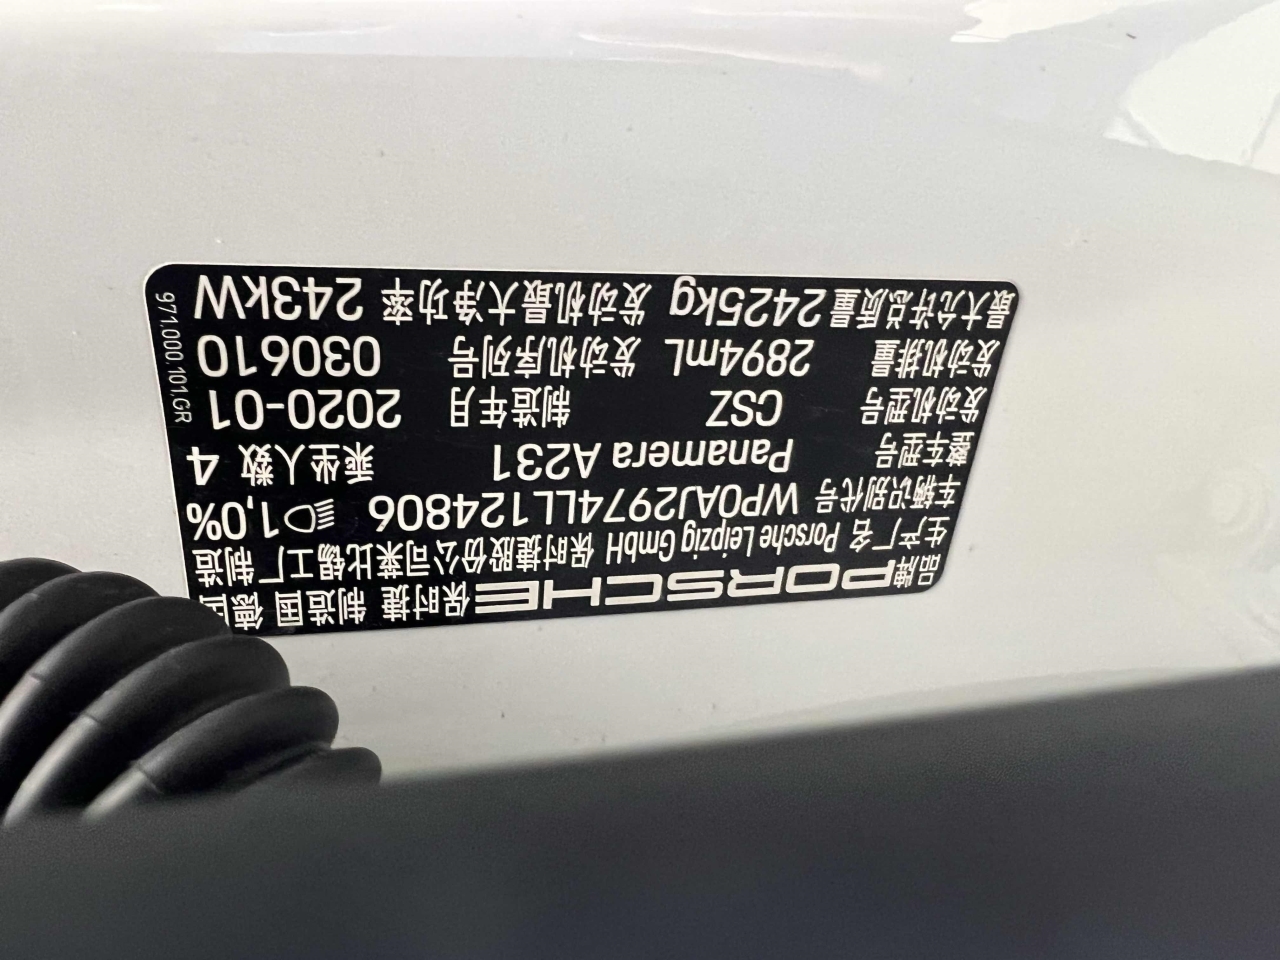 品牌 PORSCHE 保时捷 制造国 德国
生产厂名 Porsche Leipzig GmbH 保时捷股份公司莱比锡工厂制造
车辆识别代号 WP0AJ2974LL124806 1,0%
整车型号 Panamera A231 乘坐人数 4
发动机型号 CSZ 制造年月 2020-01
发动机排量 2894mL 发动机序列号 030610
最大允许总质量 2425kg 发动机最大净功率 243kW
971.000.101.GR